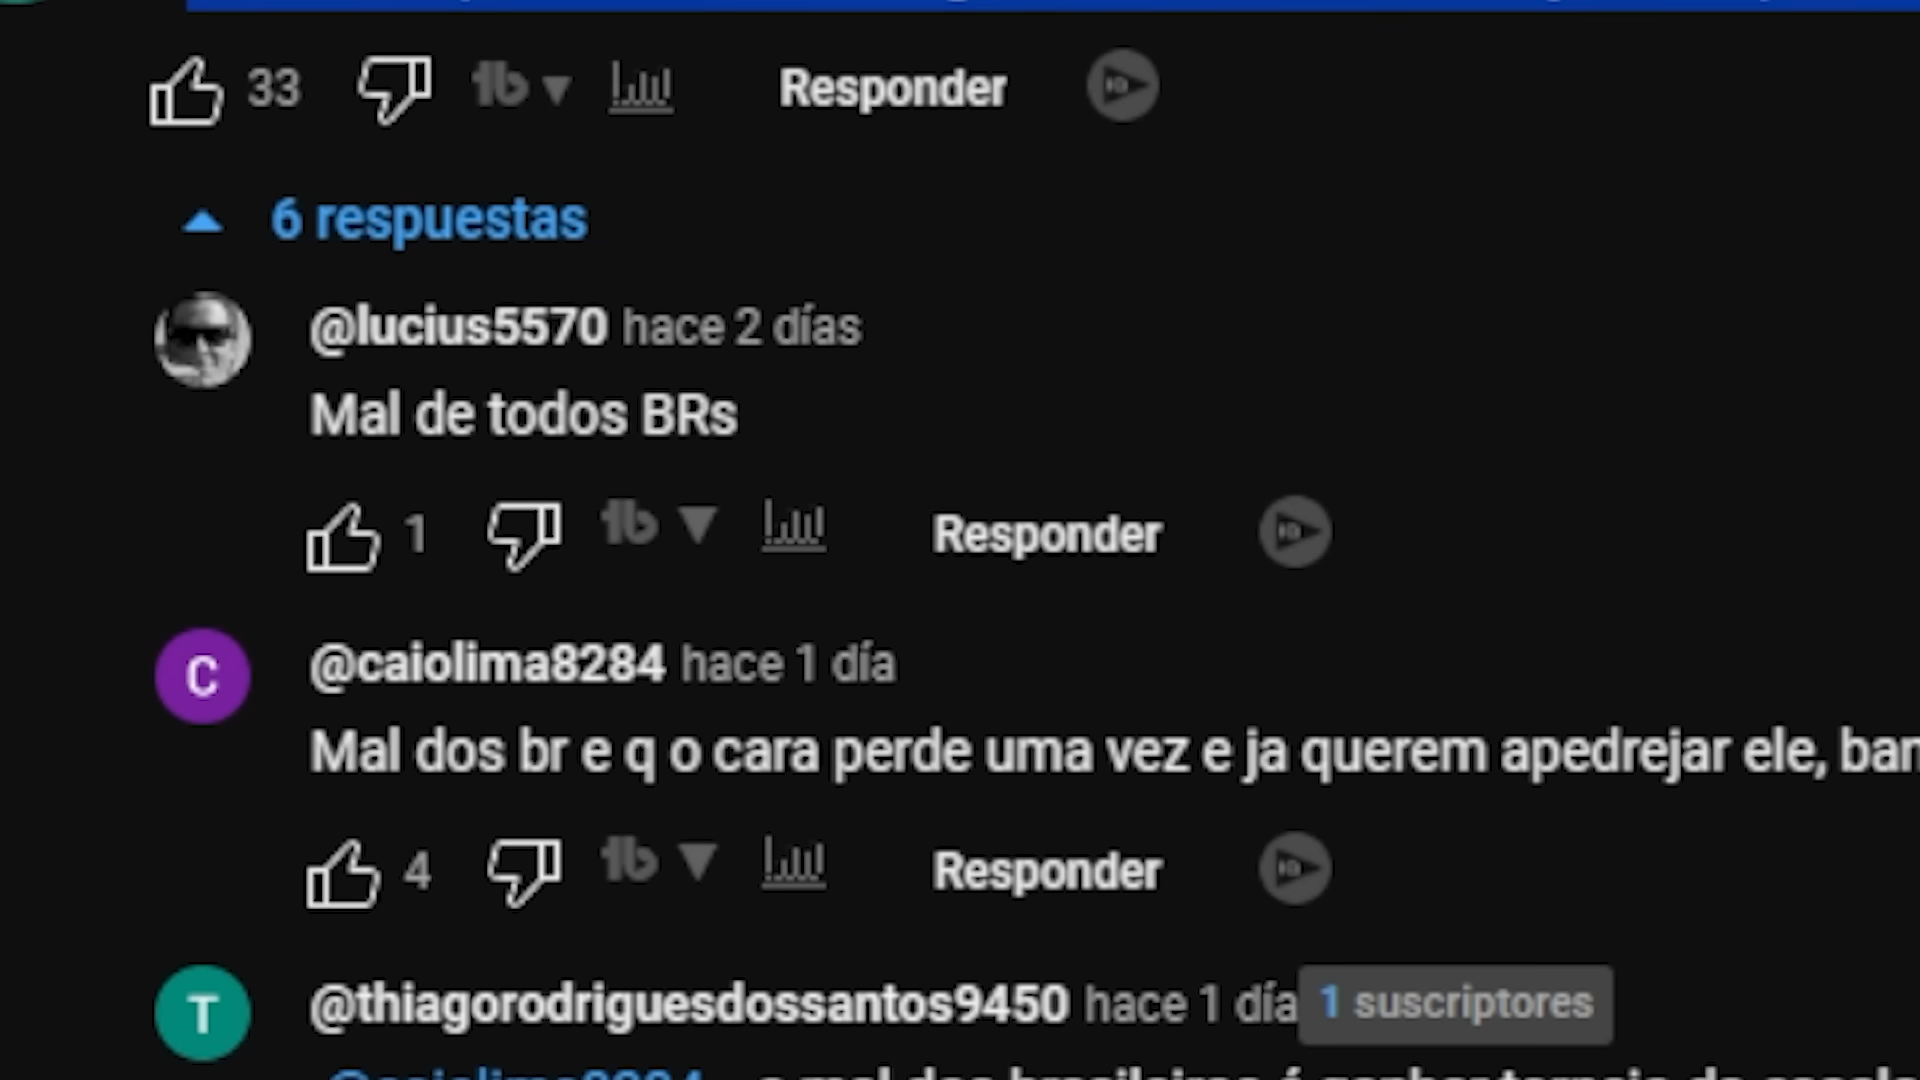 33 Responder
6 respuestas
@lucius5570 hace 2 días
Mal de todos BRs
1 Responder
C
@caiolima8284 hace 1 día
Mal dos br e q o cara perde uma vez e ja querem apedrejar ele,
4 Responder
T
@thiagorodriguesdossantos9450 hace 1 día 1 suscriptores